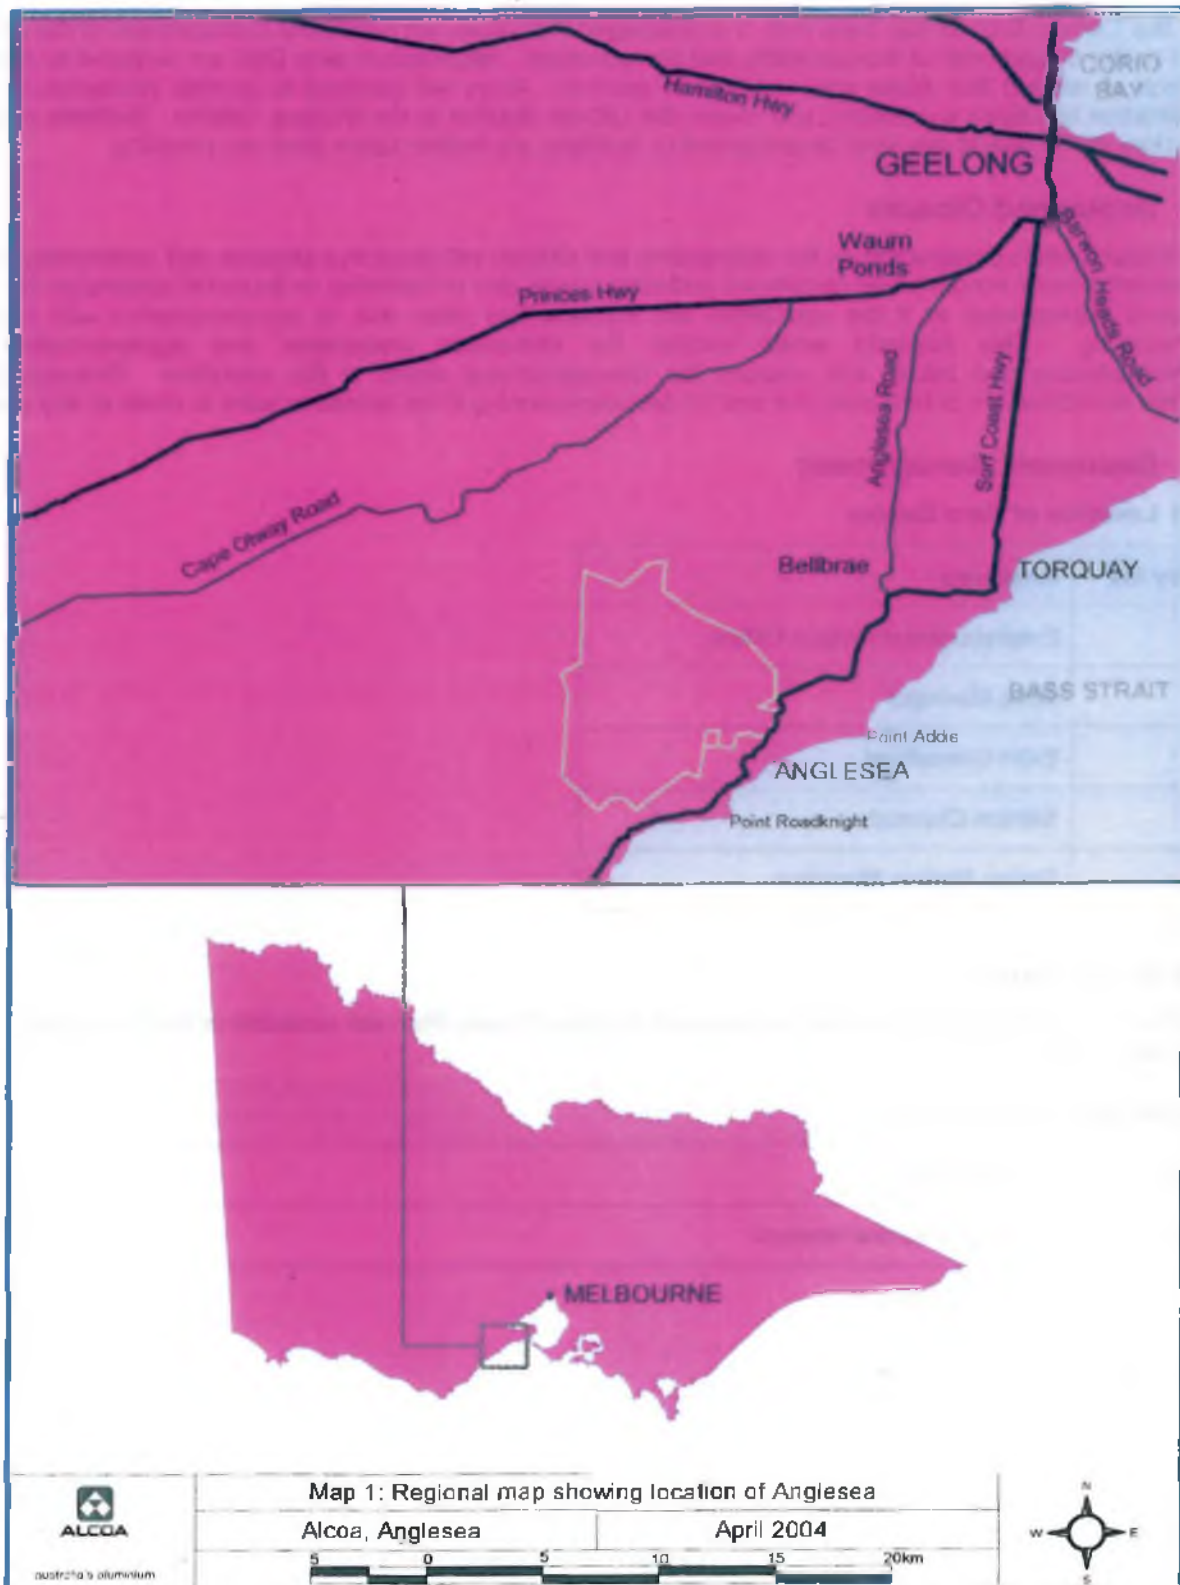 CORIO
BAY
Hamilton Hwy
GEELONG
Barwon Heads Road
Waurn
Ponds
Princes Hwy
Anglesea Road
Surf Coast Hwy
Cape Otway Road
Bellbrae
TORQUAY
BASS STRAIT
Point Addis
ANGLESEA
Point Roadknight
MELBOURNE
ALCOA
australia's aluminium
Map 1: Regional map showing location of Anglesea
Alcoa, Anglesea
April 2004
5 0 5 10 15 20km
N
W E
S